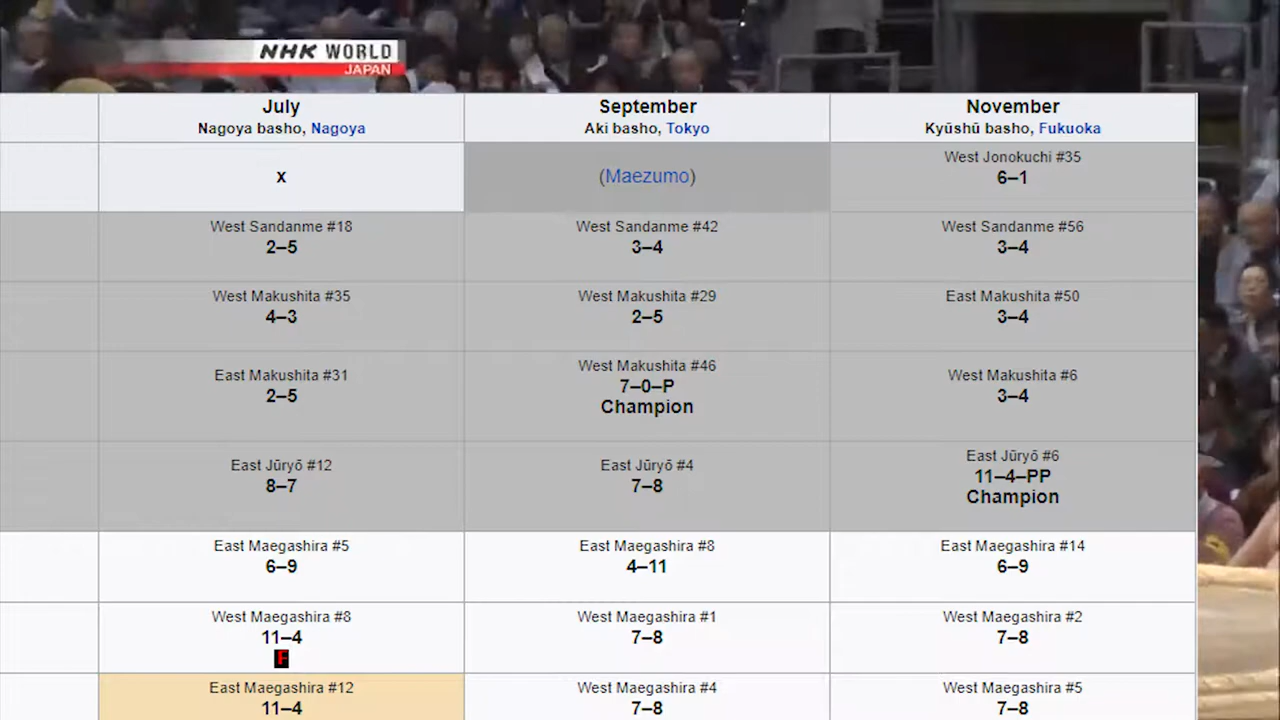 NHK WORLD
JAPAN
July
Nagoya basho, Nagoya
September
Aki basho, Tokyo
November
Kyūshū basho, Fukuoka
x
(Maezumo)
West Jonokuchi #35
6–1
West Sandanme #18
2–5
West Sandanme #42
3–4
West Sandanme #56
3–4
West Makushita #35
4–3
West Makushita #29
2–5
East Makushita #50
3–4
East Makushita #31
2–5
West Makushita #46
7–0–P
Champion
West Makushita #6
3–4
East Jūryō #12
8–7
East Jūryō #4
7–8
East Jūryō #6
11–4–PP
Champion
East Maegashira #5
6–9
East Maegashira #8
4–11
East Maegashira #14
6–9
West Maegashira #8
11–4
F
West Maegashira #1
7–8
West Maegashira #2
7–8
East Maegashira #12
11–4
West Maegashira #4
7–8
West Maegashira #5
7–8